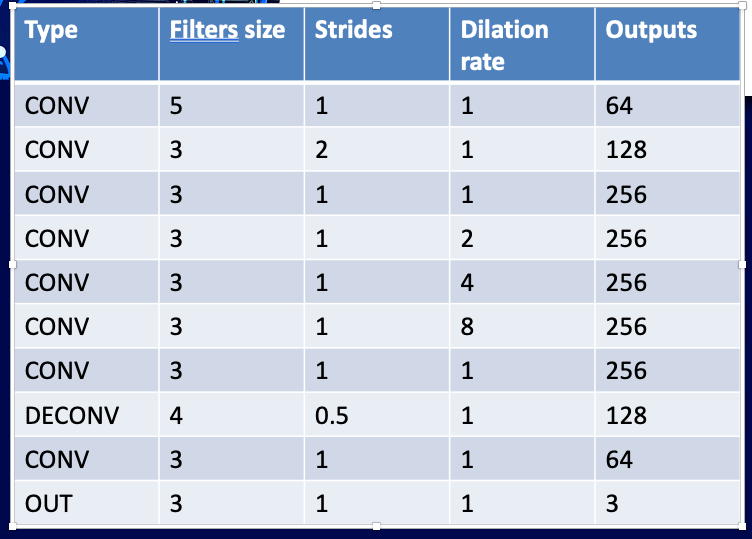 Type Filters size Strides Dilation rate Outputs
CONV 5 1 1 64
CONV 3 2 1 128
CONV 3 1 1 256
CONV 3 1 2 256
CONV 3 1 4 256
CONV 3 1 8 256
CONV 3 1 1 256
DECONV 4 0.5 1 128
CONV 3 1 1 64
OUT 3 1 1 3